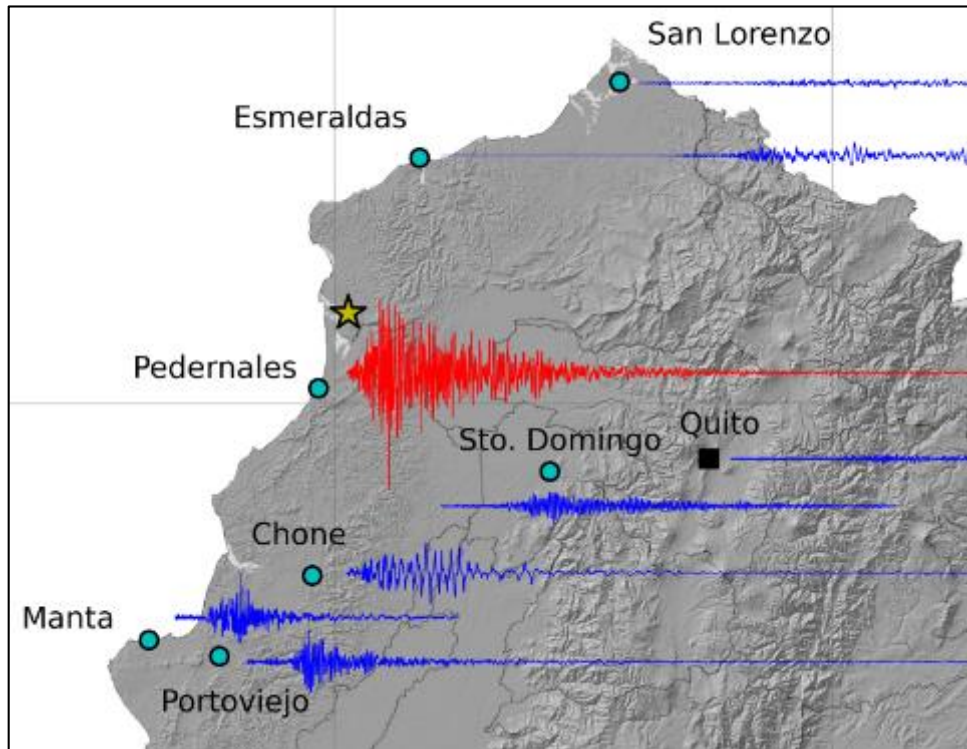 San Lorenzo
Esmeraldas
Pedernales
Sto. Domingo
Quito
Chone
Manta
Portoviejo